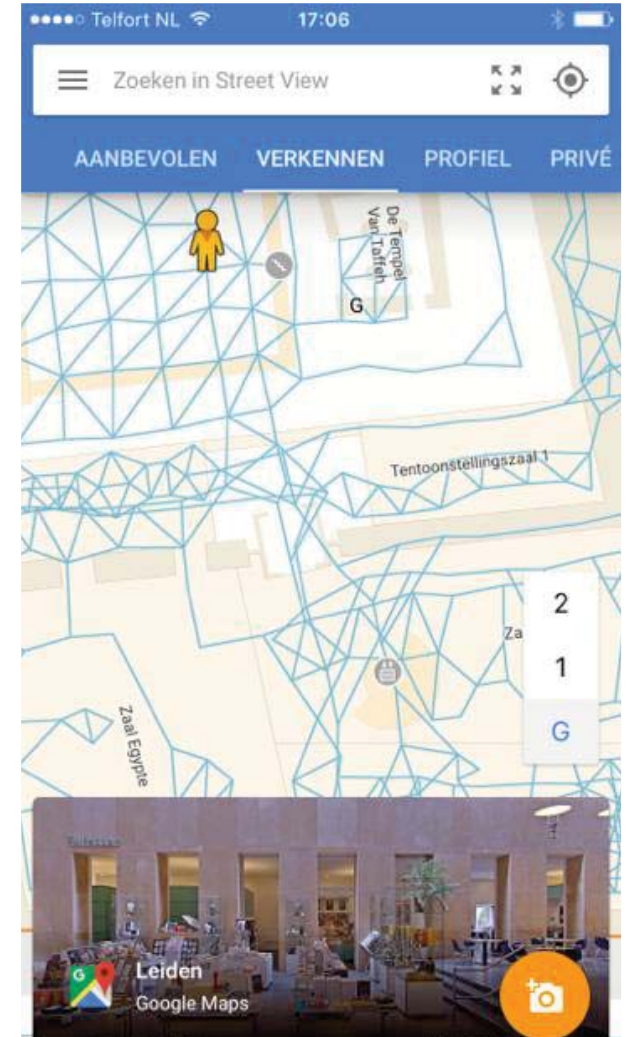 Telfort NL 17:06
Zoeken in Street View
AANBEVOLEN VERKENNEN PROFIEL PRIVÉ
De Tempel
Van Taffeh
G
Tentoonstellingszaal 1
2
Za
1
G
Zaal Egypte
Leiden
Google Maps